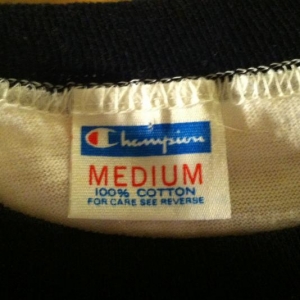 Champion
MEDIUM
100% COTTON
FOR CARE SEE REVERSE